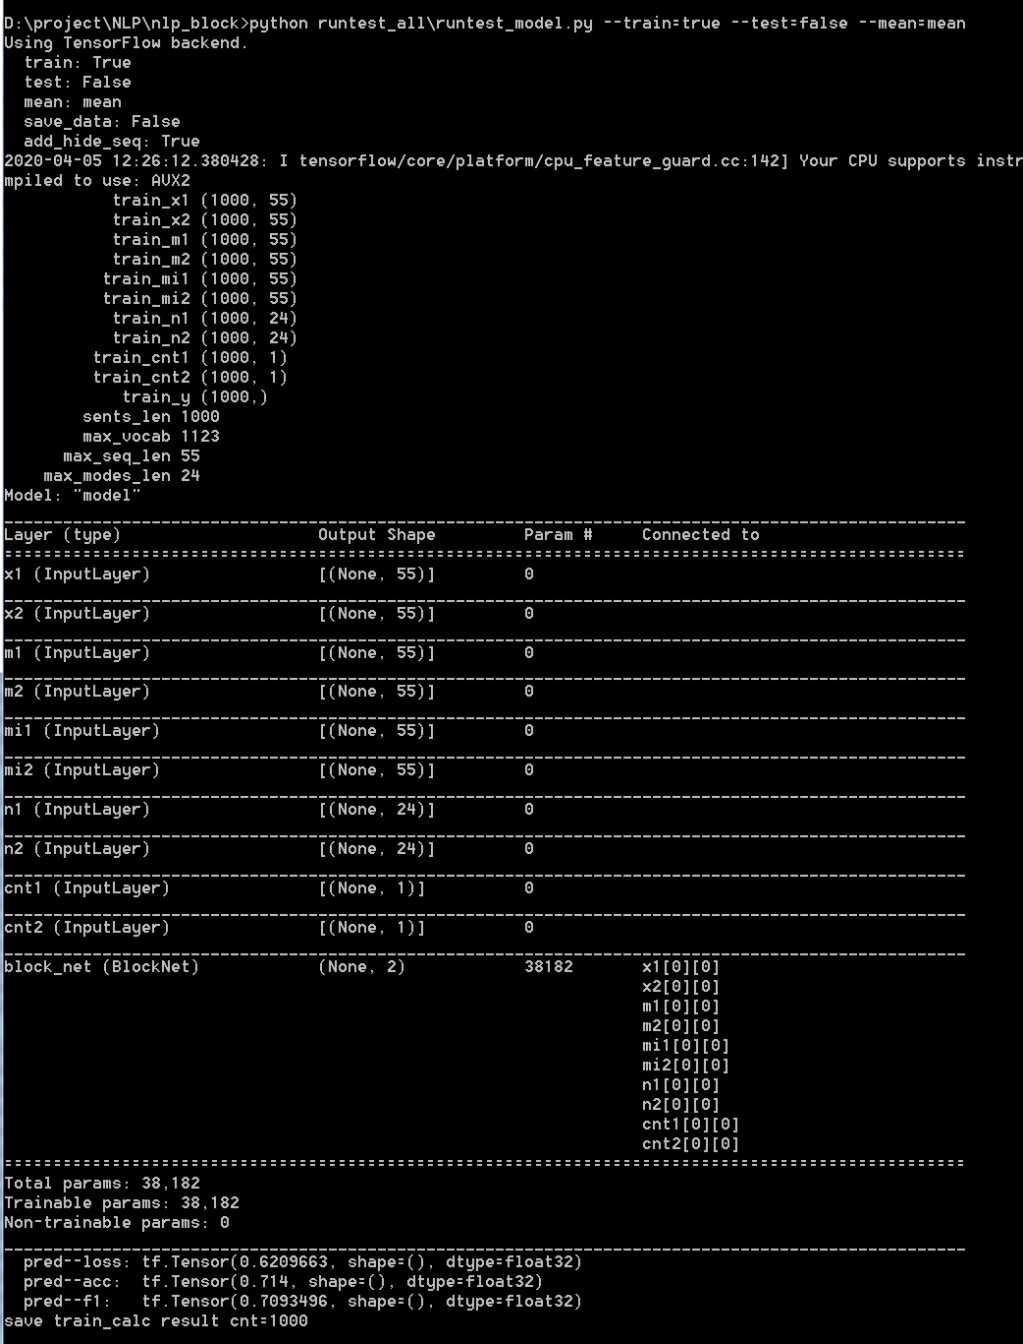 D:\project\NLP\nlp_block>python runtest_all\runtest_model.py --train=true --test=false --mean=mean
Using TensorFlow backend.
train: True
test: False
mean: mean
save_data: False
add_hide_seq: True
2020-04-05 12:26:12.380428: I tensorflow/core/platform/cpu_feature_guard.cc:142] Your CPU supports instr
mpiled to use: AVX2
train_x1 (1000, 55)
train_x2 (1000, 55)
train_m1 (1000, 55)
train_m2 (1000, 55)
train_mi1 (1000, 55)
train_mi2 (1000, 55)
train_n1 (1000, 24)
train_n2 (1000, 24)
train_cnt1 (1000, 1)
train_cnt2 (1000, 1)
train_y (1000,)
sents_len 1000
max_vocab 1123
max_seq_len 55
max_modes_len 24
Model: "model"
Layer (type) Output Shape Param # Connected to
x1 (InputLayer) [(None, 55)] 0
x2 (InputLayer) [(None, 55)] 0
m1 (InputLayer) [(None, 55)] 0
m2 (InputLayer) [(None, 55)] 0
mi1 (InputLayer) [(None, 55)] 0
mi2 (InputLayer) [(None, 55)] 0
n1 (InputLayer) [(None, 24)] 0
n2 (InputLayer) [(None, 24)] 0
cnt1 (InputLayer) [(None, 1)] 0
cnt2 (InputLayer) [(None, 1)] 0
block_net (BlockNet) (None, 2) 38182 x1[0][0]
x2[0][0]
m1[0][0]
m2[0][0]
mi1[0][0]
mi2[0][0]
n1[0][0]
n2[0][0]
cnt1[0][0]
cnt2[0][0]
Total params: 38,182
Trainable params: 38,182
Non-trainable params: 0
pred--loss: tf.Tensor(0.6209663, shape=(), dtype=float32)
pred--acc: tf.Tensor(0.714, shape=(), dtype=float32)
pred--f1: tf.Tensor(0.7093496, shape=(), dtype=float32)
save train_calc result cnt=1000